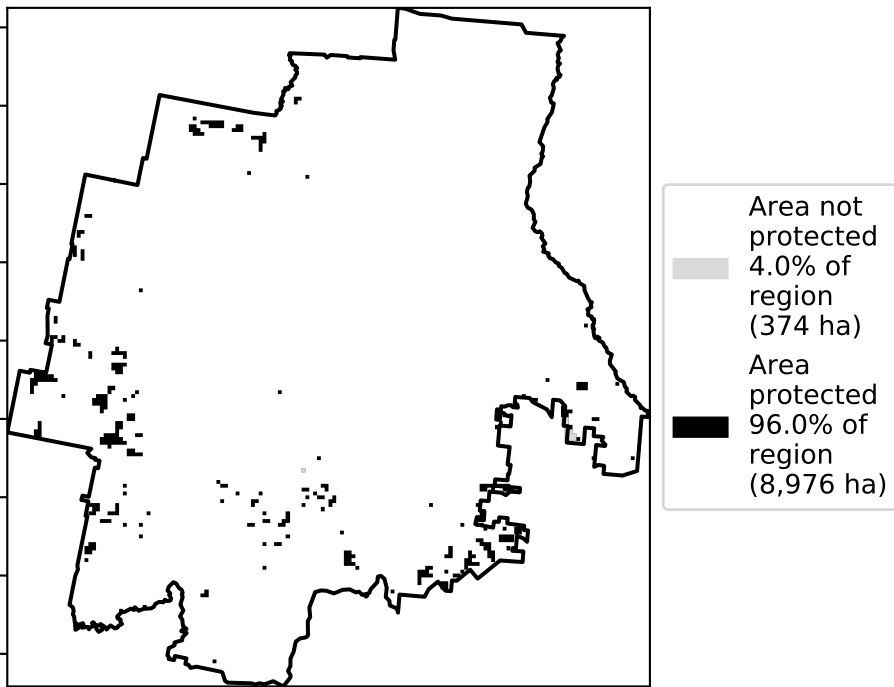 Area not
protected
4.0% of
region
(374 ha)
Area
protected
96.0% of
region
(8,976 ha)